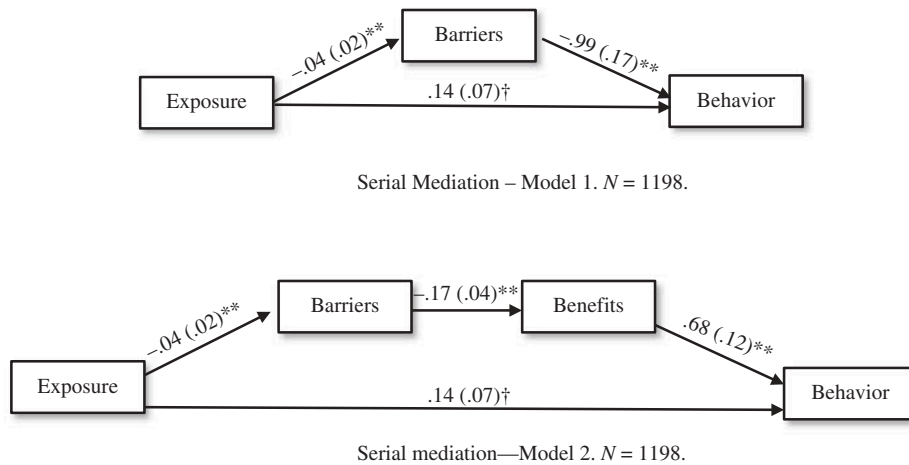 Barriers
–.04 (.02)**
–.99 (.17)**
Exposure
.14 (.07)†
Behavior
Serial Mediation – Model 1. N = 1198.
Barriers
–.17 (.04)**
Benefits
–.04 (.02)**
.68 (.12)**
Exposure
.14 (.07)†
Behavior
Serial mediation—Model 2. N = 1198.